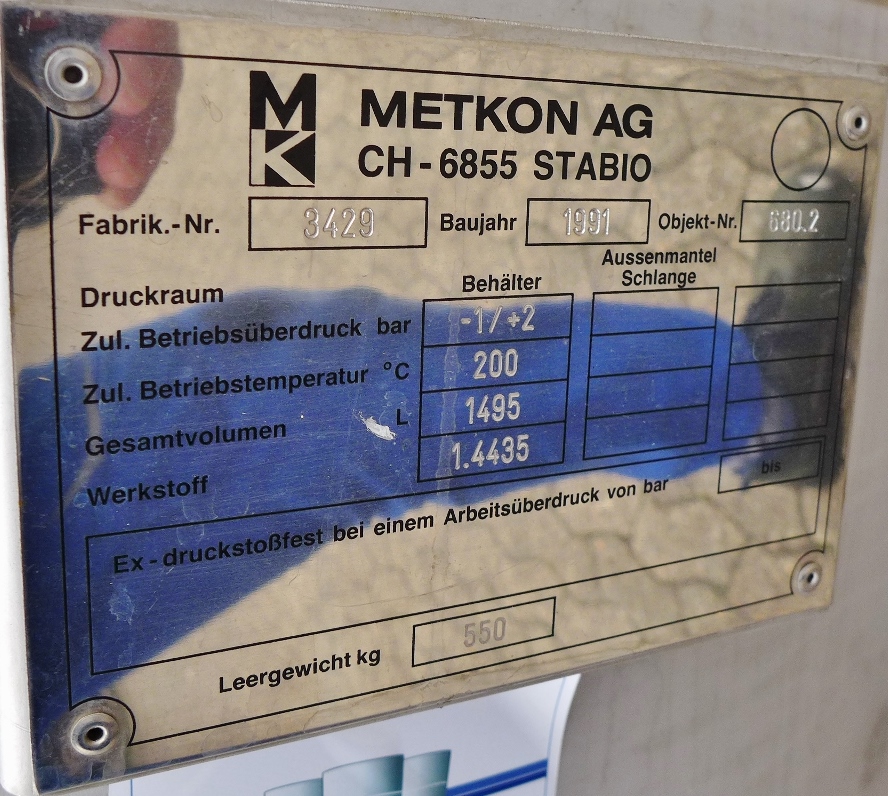 MK METKON AG
CH-6855 STABIO
Fabrik.-Nr. 3429 Baujahr 1991 Objekt-Nr. 680.2
Druckraum Behälter Aussenmantel Schlange
Zul. Betriebsüberdruck bar -1/+2
Zul. Betriebstemperatur °C 200
Gesamtvolumen L 1495
Werkstoff 1.4435
Ex-druckstoßfest bei einem Arbeitsüberdruck von bar bis
Leergewicht kg 550